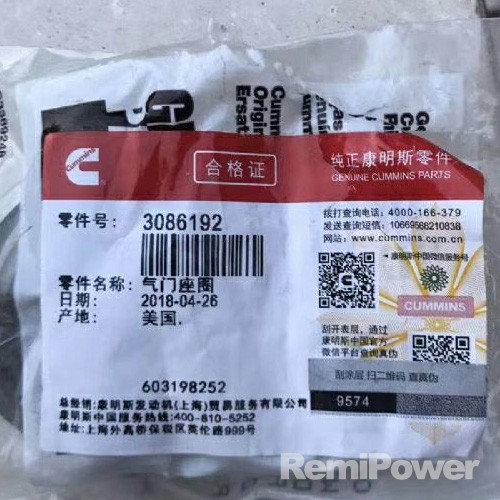 Cummins
合格证
纯正康明斯零件
GENUINE CUMMINS PARTS
零件号: 3086192
零件名称: 气门座圈
日期: 2018-04-26
产地: 美国.
603198252
总经销: 康明斯发动机(上海)贸易服务有限公司
康明斯中国服务热线:400-810-5252
地址:上海外高桥保税区英伦路999号
拨打查询电话: 4000-166-379
发送查询短信: 10669588210838
网站: www.cummins.com.cn
康明斯中国微信服务号
CUMMINS
刮开表层，通过
康明斯中国官方
微信平台查询真伪
刮涂层 扫二维码 查真伪
9574
Cumm
Origin
Ersat
RemiPower